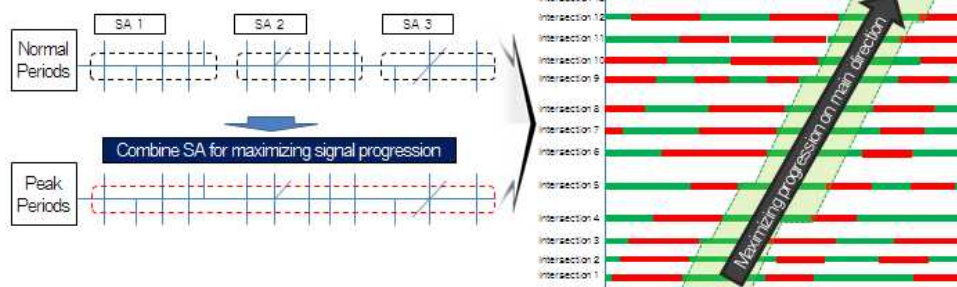 SA 1
SA 2
SA 3
Normal
Periods
Combine SA for maximizing signal progression
Peak
Periods
Intersection 12
Intersection 11
Intersection 10
Intersection 9
Intersection 8
Intersection 7
Intersection 6
Intersection 5
Intersection 4
Intersection 3
Intersection 2
Intersection 1
Maximizing progression on main direction